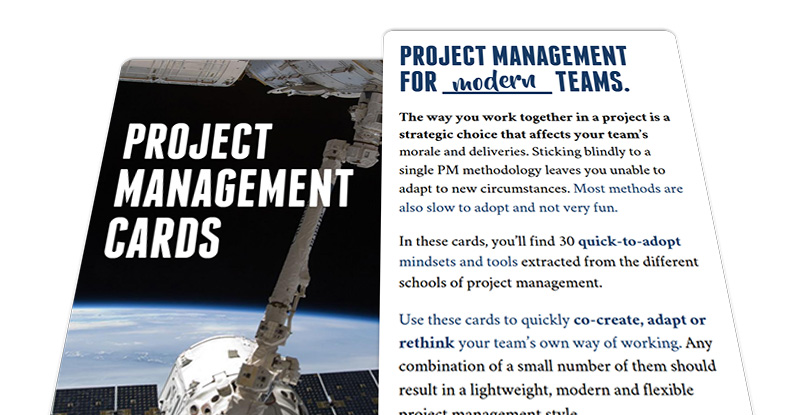 PROJECT
MANAGEMENT
CARDS
PROJECT MANAGEMENT
FOR modern TEAMS.
The way you work together in a project is a
strategic choice that affects your team's
morale and deliveries. Sticking blindly to a
single PM methodology leaves you unable to
adapt to new circumstances. Most methods are
also slow to adopt and not very fun.
In these cards, you'll find 30 quick-to-adopt
mindsets and tools extracted from the different
schools of project management.
Use these cards to quickly co-create, adapt or
rethink your team's own way of working. Any
combination of a small number of them should
result in a lightweight, modern and flexible
project management style.